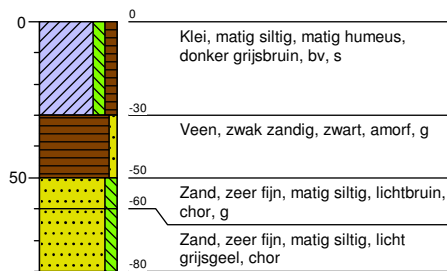 0
50
0
Klei, matig siltig, matig humeus,
donker grijsbruin, bv, s
-30
Veen, zwak zandig, zwart, amorf, g
-50
Zand, zeer fijn, matig siltig, lichtbruin,
chor, g
-60
Zand, zeer fijn, matig siltig, licht
grijsgeel, chor
-80